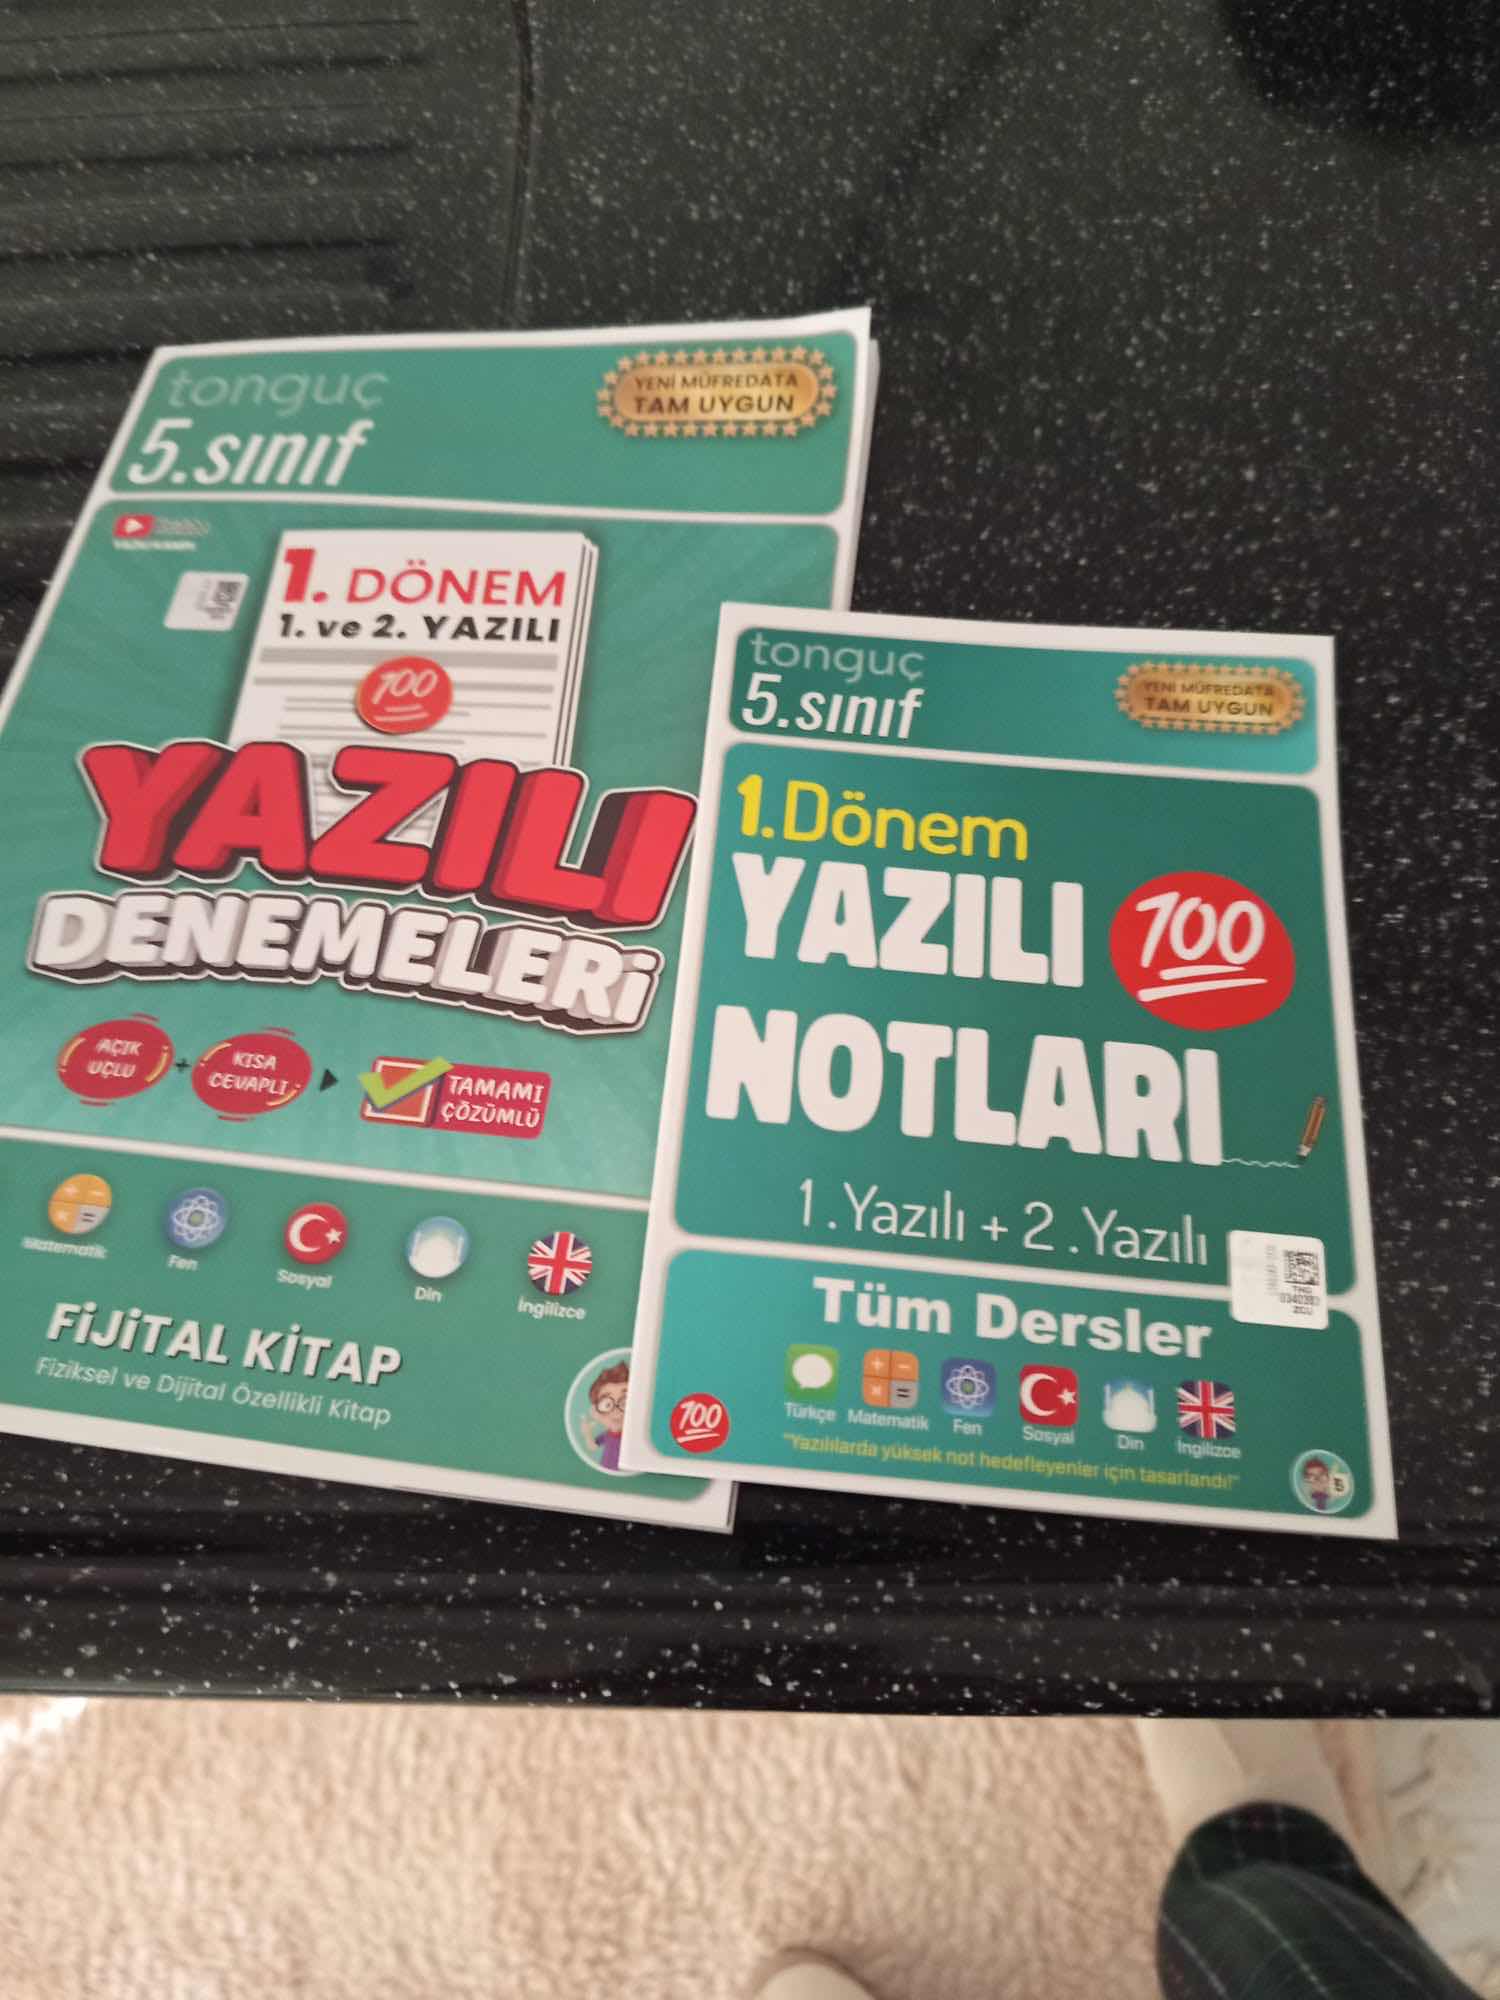 tonguç
5.sınıf
YENİ MÜFREDATA
TAM UYGUN
1. DÖNEM
1. ve 2. YAZILI
100
YAZILI
DENEMELERİ
AÇIK
UÇLU
+
KISA
CEVAPLI
TAMAMI
ÇÖZÜMLÜ
Matematik
Fen
Sosyal
Din
İngilizce
FİJİTAL KİTAP
Fiziksel ve Dijital Özellikli Kitap
tonguç
5.sınıf
YENİ MÜFREDATA
TAM UYGUN
1.Dönem
YAZILI
100
NOTLARI
1.Yazılı + 2.Yazılı
Tüm Dersler
Türkçe
Matematik
Fen
Sosyal
Din
İngilizce
100
"Yazılılarda yüksek not hedefleyenler için tasarlandı!"